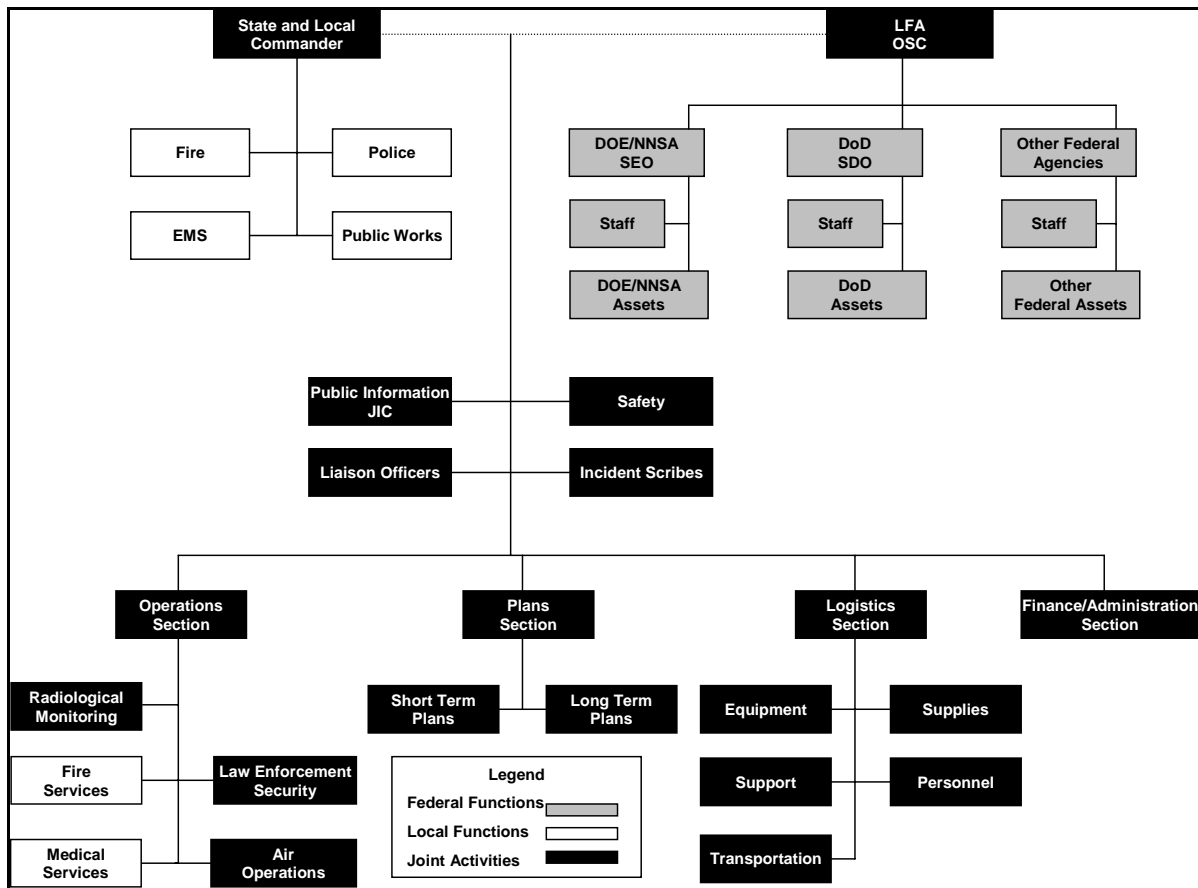 State and Local
Commander
LFA
OSC
Fire
Police
EMS
Public Works
DOE/NNSA
SEO
DoD
SDO
Other Federal
Agencies
Staff
Staff
Staff
DOE/NNSA
Assets
DoD
Assets
Other
Federal Assets
Public Information
JIC
Safety
Liaison Officers
Incident Scribes
Operations
Section
Plans
Section
Logistics
Section
Finance/Administration
Section
Radiological
Monitoring
Fire
Services
Law Enforcement
Security
Medical
Services
Air
Operations
Short Term
Plans
Long Term
Plans
Equipment
Supplies
Support
Personnel
Transportation
Legend
Federal Functions
Local Functions
Joint Activities